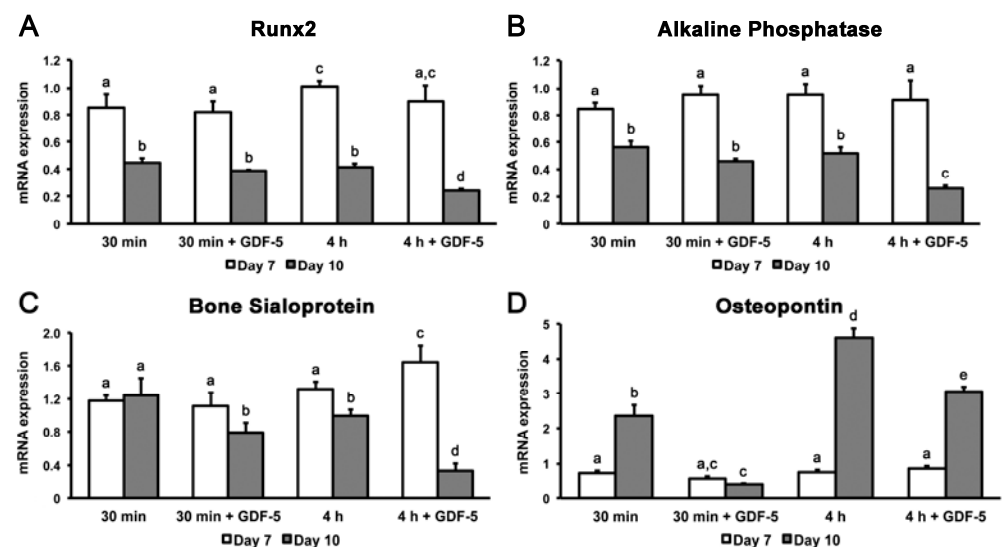 A
Runx2
mRNA expression
1.2
1.0
0.8
0.6
0.4
0.2
0
a
b
a
b
c
b
a,c
d
30 min
30 min + GDF-5
4 h
4 h + GDF-5
Day 7
Day 10
B
Alkaline Phosphatase
mRNA expression
1.2
1.0
0.8
0.6
0.4
0.2
0
a
b
a
b
a
b
a
c
30 min
30 min + GDF-5
4 h
4 h + GDF-5
Day 7
Day 10
C
Bone Sialoprotein
mRNA expression
2.0
1.6
1.2
0.8
0.4
0
a
a
a
b
a
b
c
d
30 min
30 min + GDF-5
4 h
4 h + GDF-5
Day 7
Day 10
D
Osteopontin
mRNA expression
5
4
3
2
1
0
a
b
a,c
c
a
d
a
e
30 min
30 min + GDF-5
4 h
4 h + GDF-5
Day 7
Day 10